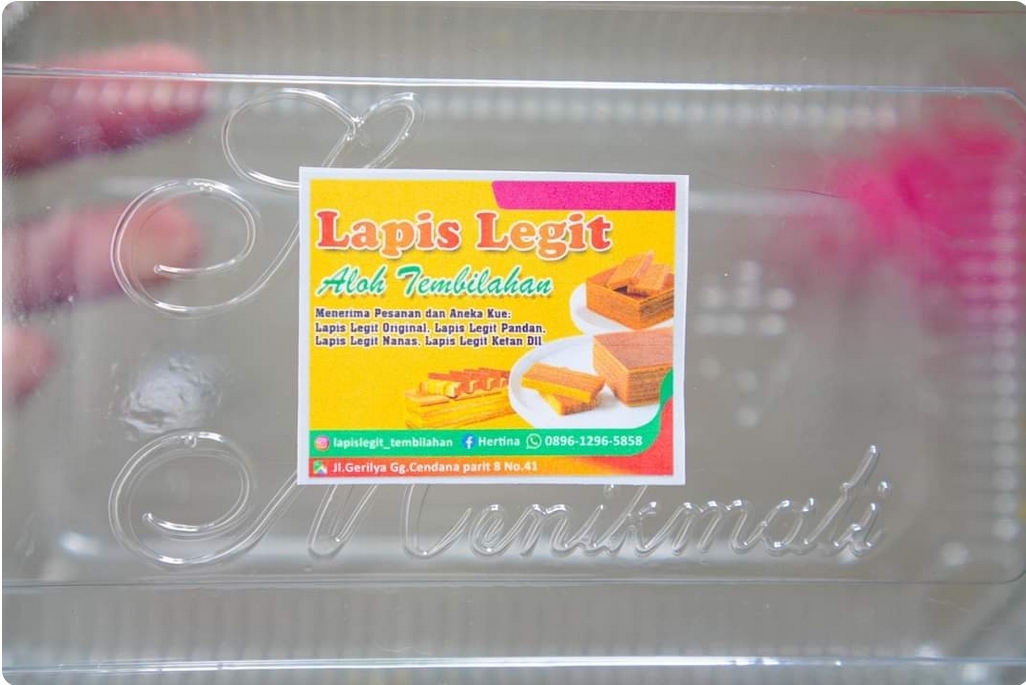 Lapis Legit
Aloh Tembilahan
Menerima Pesanan dan Aneka Kue:
Lapis Legit Original, Lapis Legit Pandan,
Lapis Legit Nanas, Lapis Legit Ketan Dll
lapislegit_tembilahan Hertina 0896-1296-5858
Jl.Gerilya Gg.Cendana parit 8 No.41
Menikmati